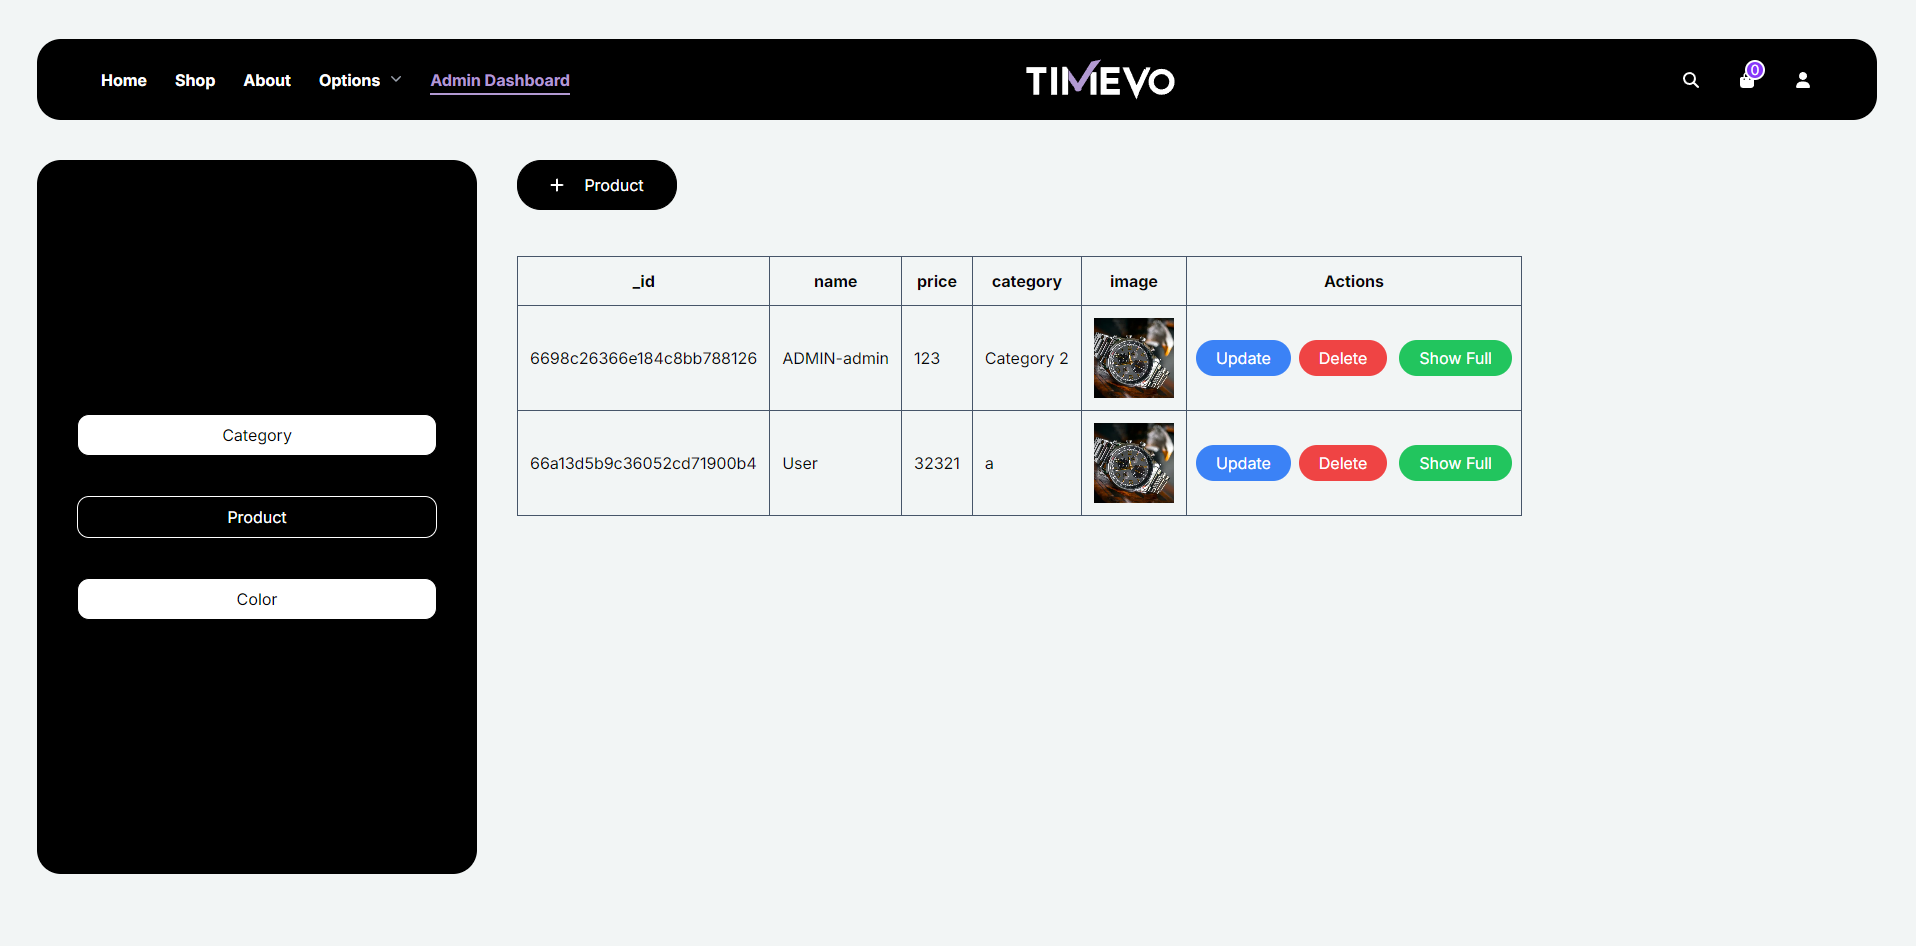 Home Shop About Options Admin Dashboard TIMEVO 0
+ Product
_id name price category image Actions
6698c26366e184c8bb788126 ADMIN-admin 123 Category 2 Update Delete Show Full
Category
66a13d5b9c36052cd71900b4 User 32321 a Update Delete Show Full
Product
Color